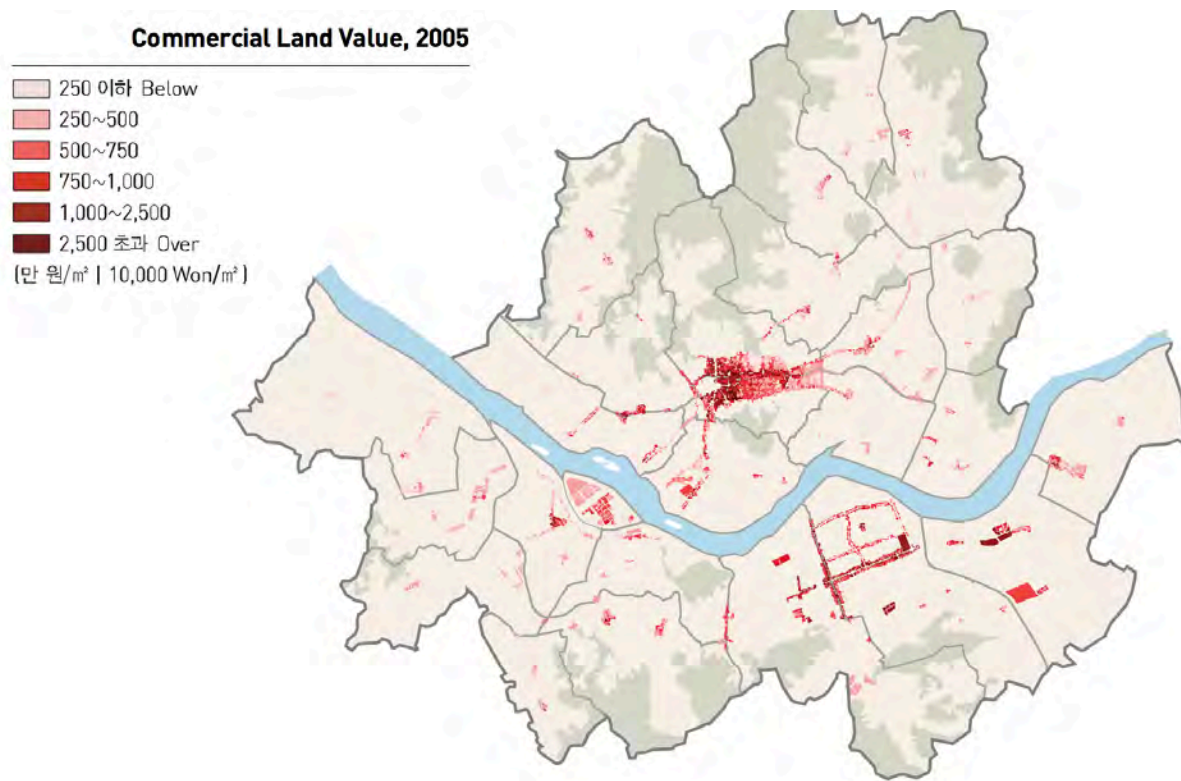 Commercial Land Value, 2005
250 이하 Below
250~500
500~750
750~1,000
1,000~2,500
2,500 초과 Over
(만 원/㎡ | 10,000 Won/㎡)